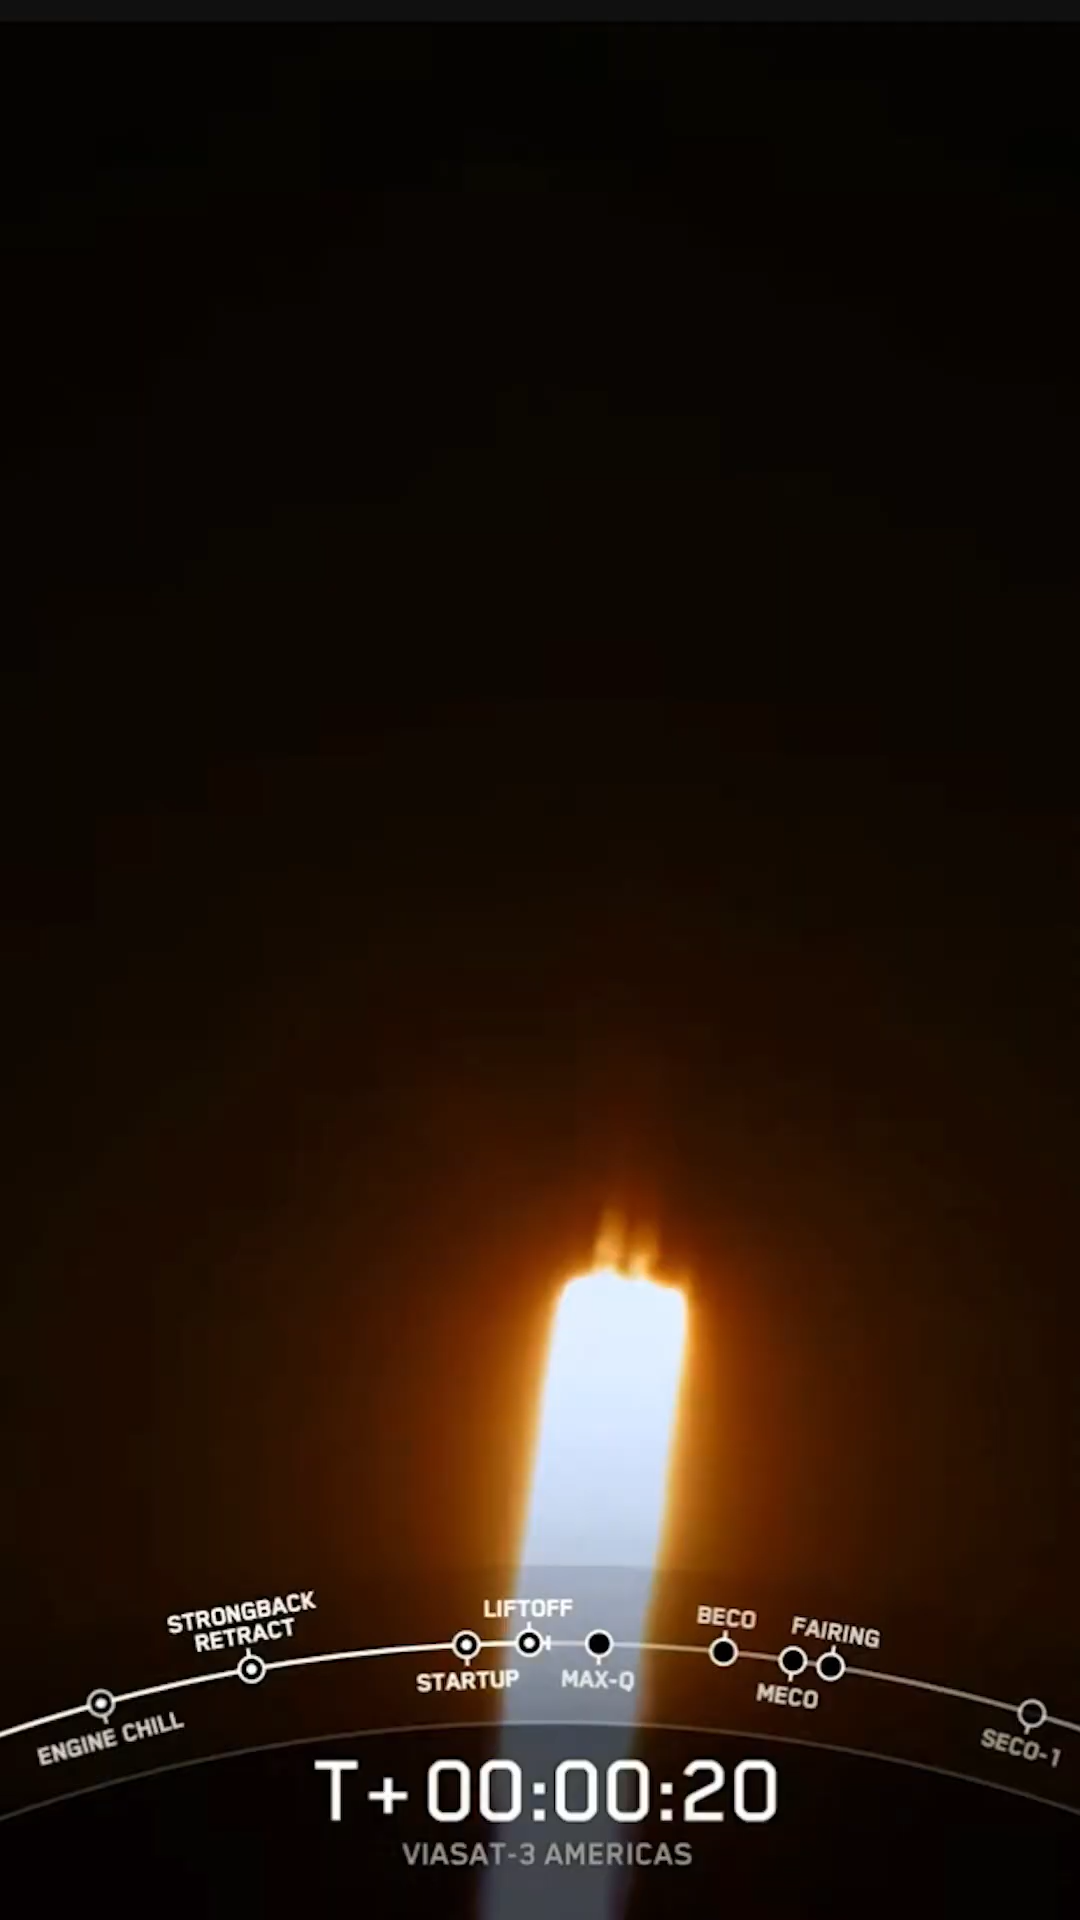 STRONGBACK
RETRACT
LIFTOFF
BECO
FAIRING
ENGINE CHILL
STARTUP
MAX-Q
MECO
SECO-1
T+00:00:20
VIASAT-3 AMERICAS